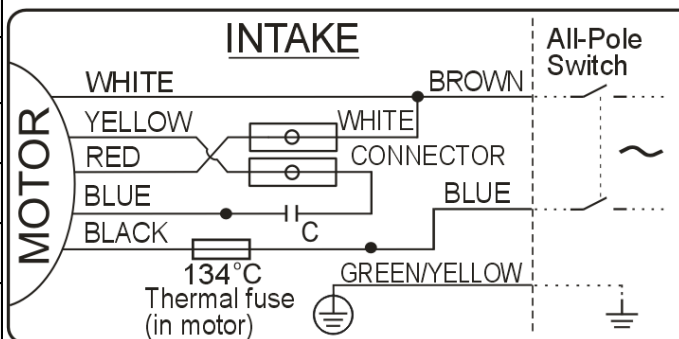 INTAKE
All-Pole
Switch
MOTOR
WHITE
BROWN
YELLOW
WHITE
RED
CONNECTOR
BLUE
BLUE
C
BLACK
134°C
Thermal fuse
(in motor)
GREEN/YELLOW